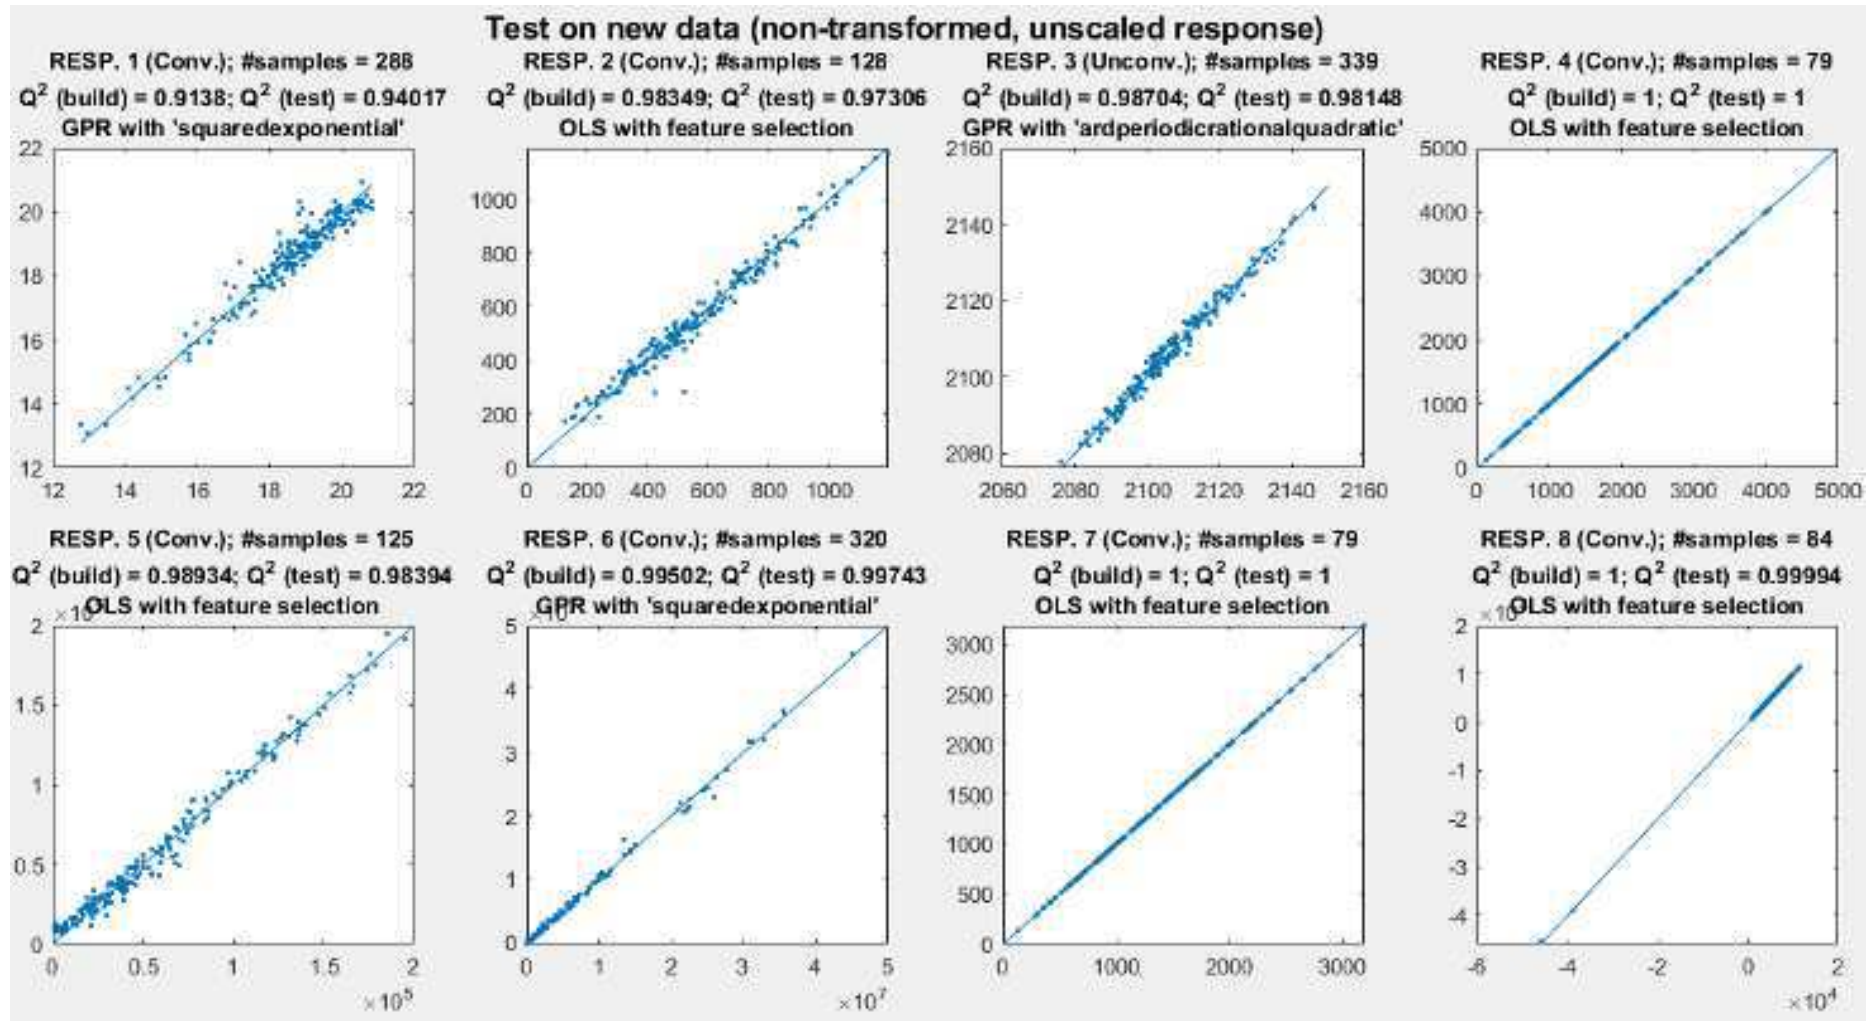 Test on new data (non-transformed, unscaled response)
RESP. 1 (Conv.); #samples = 288
Q² (build) = 0.9138; Q² (test) = 0.94017
GPR with 'squaredexponential'
22
20
18
16
14
12
12 14 16 18 20 22
RESP. 2 (Conv.); #samples = 128
Q² (build) = 0.98349; Q² (test) = 0.97306
OLS with feature selection
1000
800
600
400
200
0
0 200 400 600 800 1000
RESP. 3 (Unconv.); #samples = 339
Q² (build) = 0.98704; Q² (test) = 0.98148
GPR with 'ardperiodicrationalquadratic'
2160
2140
2120
2100
2080
2060 2080 2100 2120 2140 2160
RESP. 4 (Conv.); #samples = 79
Q² (build) = 1; Q² (test) = 1
OLS with feature selection
5000
4000
3000
2000
1000
0
0 1000 2000 3000 4000 5000
RESP. 5 (Conv.); #samples = 125
Q² (build) = 0.98934; Q² (test) = 0.98394
OLS with feature selection
2
1.5
1
0.5
0
0 0.5 1 1.5 2
×10⁵
RESP. 6 (Conv.); #samples = 320
Q² (build) = 0.99502; Q² (test) = 0.99743
GPR with 'squaredexponential'
5
4
3
2
1
0
0 1 2 3 4 5
×10⁷
RESP. 7 (Conv.); #samples = 79
Q² (build) = 1; Q² (test) = 1
OLS with feature selection
3000
2500
2000
1500
1000
500
0
0 1000 2000 3000
RESP. 8 (Conv.); #samples = 84
Q² (build) = 1; Q² (test) = 0.99994
OLS with feature selection
2
1
0
-1
-2
-3
-4
-6 -4 -2 0 2
×10⁴